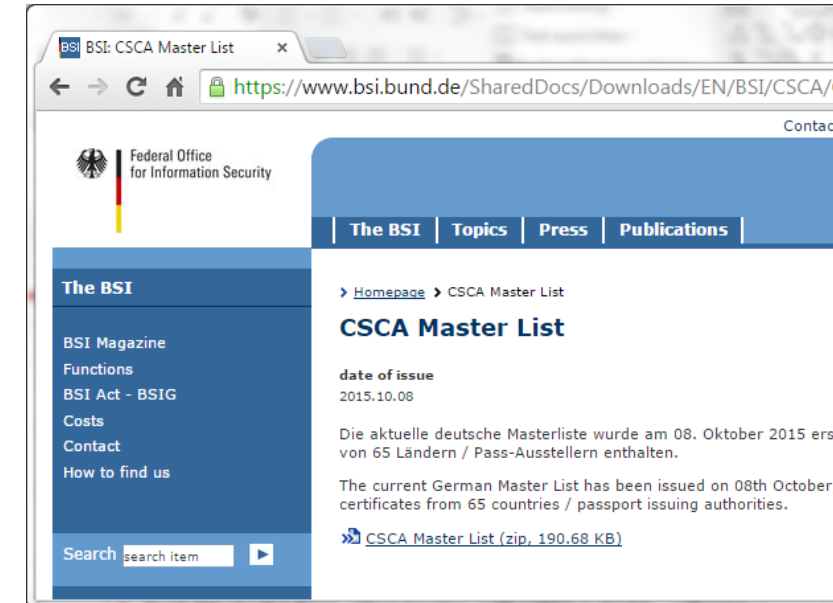 BSI BSI: CSCA Master List ×
https://www.bsi.bund.de/SharedDocs/Downloads/EN/BSI/CSCA/
Contac
Federal Office
for Information Security
The BSI Topics Press Publications
The BSI
BSI Magazine
Functions
BSI Act - BSIG
Costs
Contact
How to find us
Search search item
Homepage CSCA Master List
CSCA Master List
date of issue
2015.10.08
Die aktuelle deutsche Masterliste wurde am 08. Oktober 2015 ers
von 65 Ländern / Pass-Ausstellern enthalten.
The current German Master List has been issued on 08th October
certificates from 65 countries / passport issuing authorities.
CSCA Master List (zip, 190.68 KB)